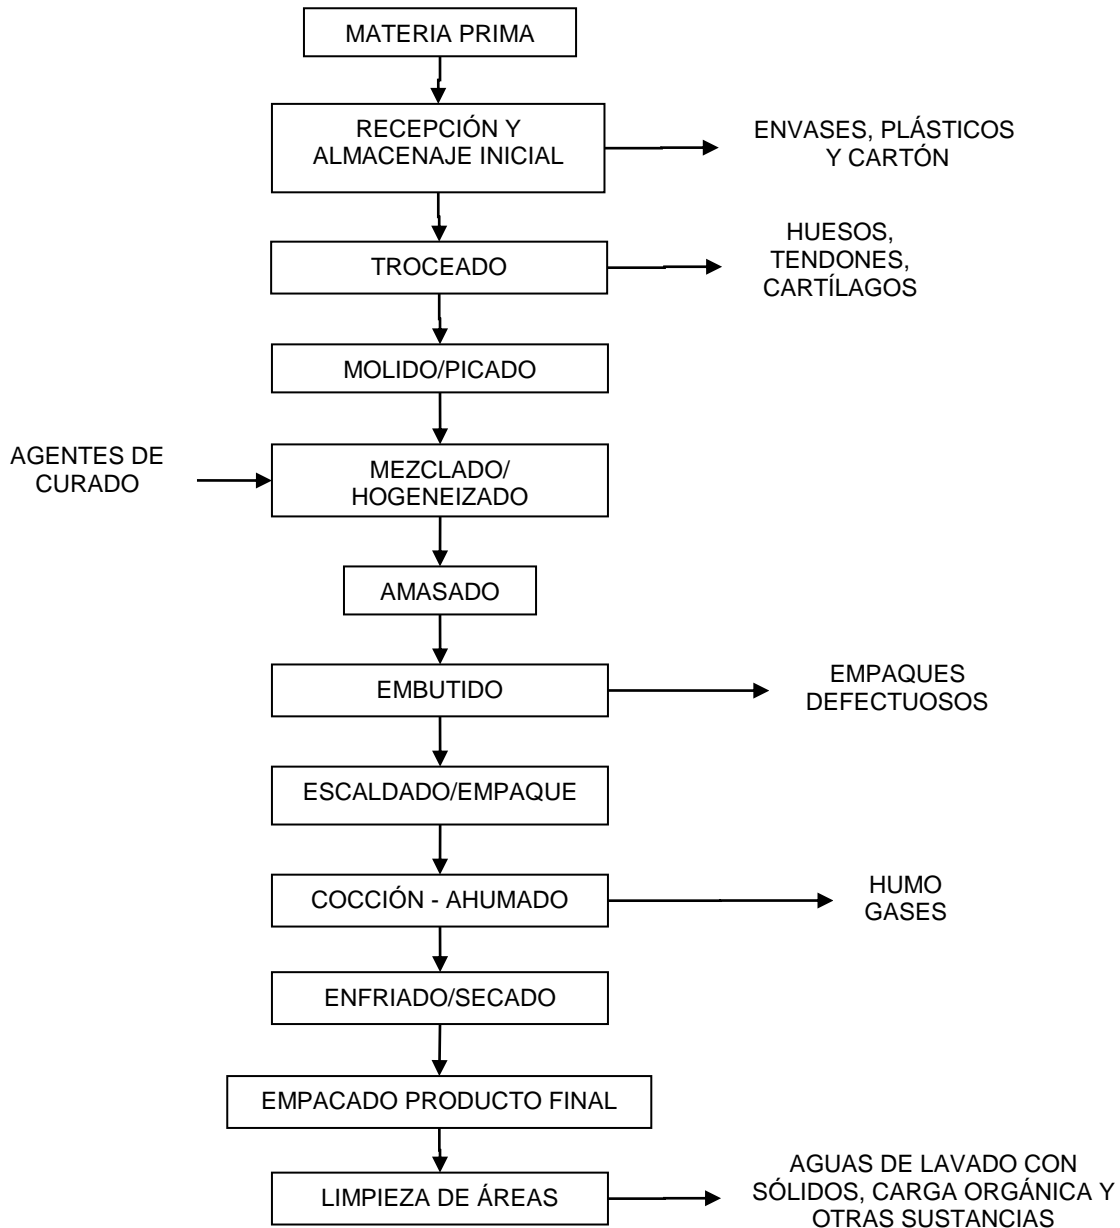 MATERIA PRIMA
RECEPCIÓN Y
ALMACENAJE INICIAL
ENVASES, PLÁSTICOS
Y CARTÓN
TROCEADO
HUESOS,
TENDONES,
CARTÍLAGOS
MOLIDO/PICADO
AGENTES DE
CURADO
MEZCLADO/
HOGENEIZADO
AMASADO
EMBUTIDO
EMPAQUES
DEFECTUOSOS
ESCALDADO/EMPAQUE
COCCIÓN - AHUMADO
HUMO
GASES
ENFRIADO/SECADO
EMPACADO PRODUCTO FINAL
LIMPIEZA DE ÁREAS
AGUAS DE LAVADO CON
SÓLIDOS, CARGA ORGÁNICA Y
OTRAS SUSTANCIAS